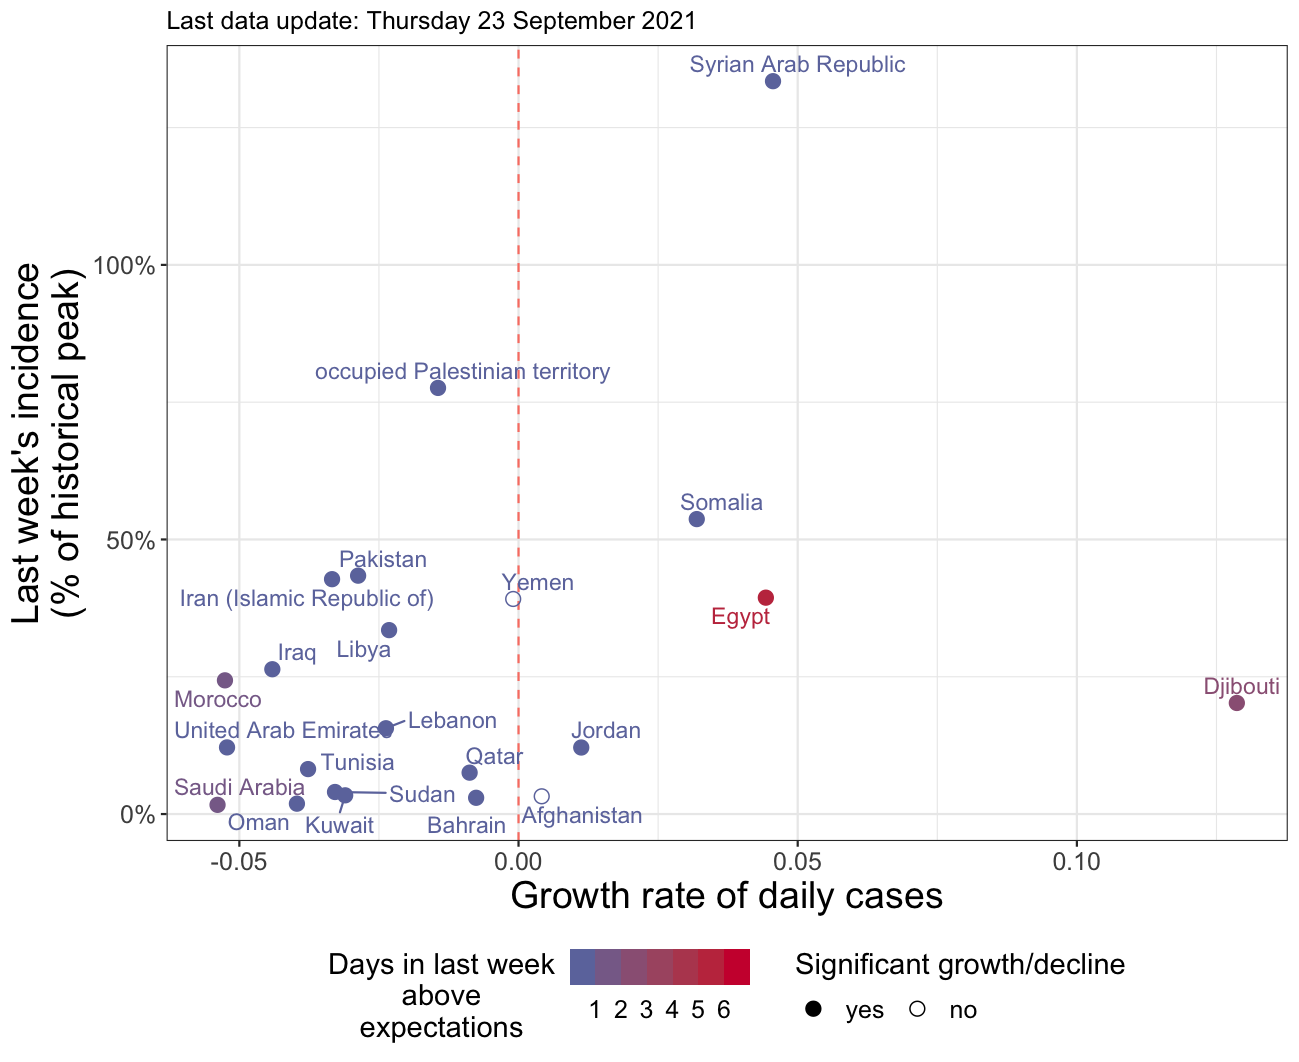 Last data update: Thursday 23 September 2021
Syrian Arab Republic
100%
occupied Palestinian territory
Somalia
50%
Pakistan
Yemen
Iran (Islamic Republic of)
Egypt
Libya
Iraq
Djibouti
Morocco
Lebanon
United Arab Emirates
Jordan
Qatar
Tunisia
Saudi Arabia
Sudan
0%
Oman
Kuwait
Bahrain
Afghanistan
Last week's incidence
(% of historical peak)
-0.05
0.00
0.05
0.10
Growth rate of daily cases
Days in last week
above
expectations
1 2 3 4 5 6
Significant growth/decline
yes
no